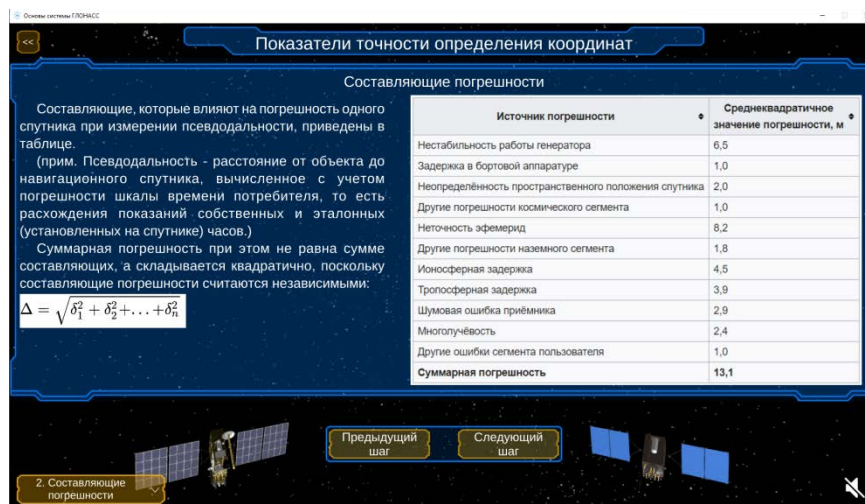 Основы системы ГЛОНАСС
<<
Показатели точности определения координат
Составляющие погрешности
Составляющие, которые влияют на погрешность одного
спутника при измерении псевдодальности, приведены в
таблице.
(прим. Псевдодальность - расстояние от объекта до
навигационного спутника, вычисленное с учетом
погрешности шкалы времени потребителя, то есть
расхождения показаний собственных и эталонных
(установленных на спутнике) часов.)
Суммарная погрешность при этом не равна сумме
составляющих, а складывается квадратично, поскольку
составляющие погрешности считаются независимыми:
Δ = √(δ₁² + δ₂² + . . . + δₙ²)
Источник погрешности Среднеквадратичное
значение погрешности, м
Нестабильность работы генератора 6,5
Задержка в бортовой аппаратуре 1,0
Неопределённость пространственного положения спутника 2,0
Другие погрешности космического сегмента 1,0
Неточность эфемерид 8,2
Другие погрешности наземного сегмента 1,8
Ионосферная задержка 4,5
Тропосферная задержка 3,9
Шумовая ошибка приёмника 2,9
Многолучёвость 2,4
Другие ошибки сегмента пользователя 1,0
Суммарная погрешность 13,1
Предыдущий
шаг
Следующий
шаг
2. Составляющие
погрешности